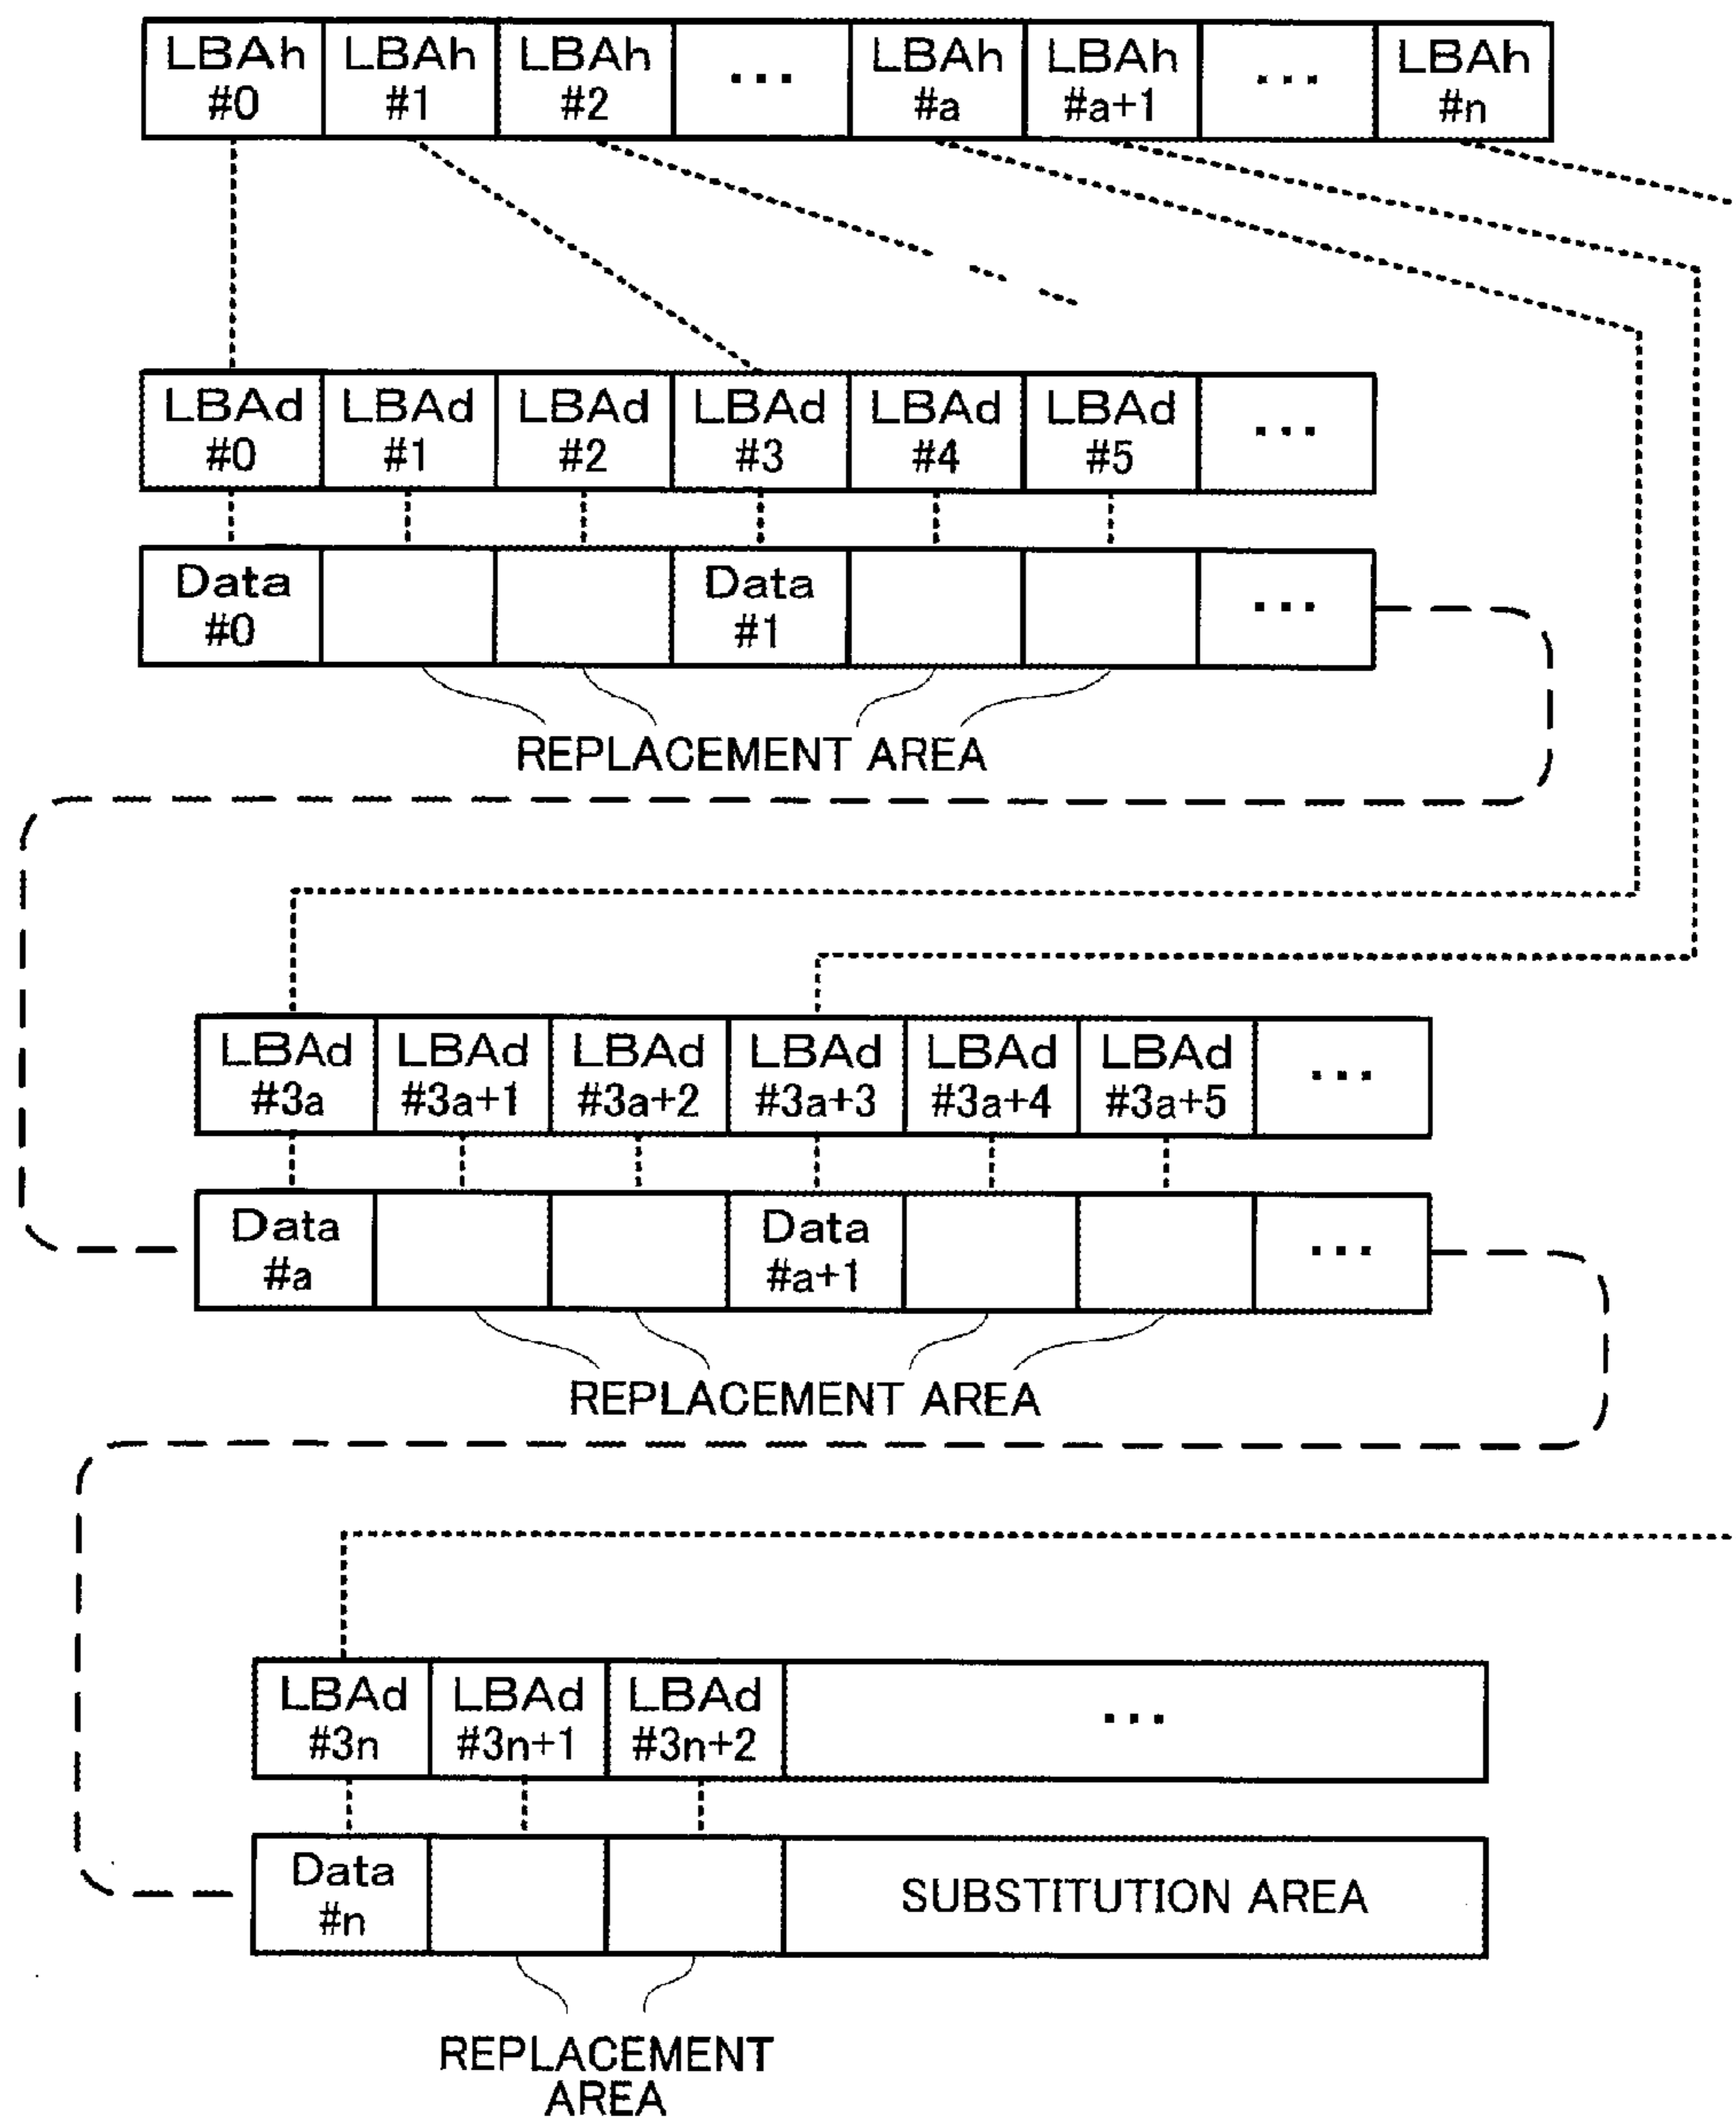 LBAh LBAh LBAh ... LBAh LBAh ... LBAh
#0 #1 #2 #a #a+1 #n
LBAd LBAd LBAd LBAd LBAd LBAd ...
#0 #1 #2 #3 #4 #5
Data Data ...
#0 #1
REPLACEMENT AREA
LBAd LBAd LBAd LBAd LBAd LBAd ...
#3a #3a+1 #3a+2 #3a+3 #3a+4 #3a+5
Data Data ...
#a #a+1
REPLACEMENT AREA
LBAd LBAd LBAd ...
#3n #3n+1 #3n+2
Data SUBSTITUTION AREA
#n
REPLACEMENT
AREA